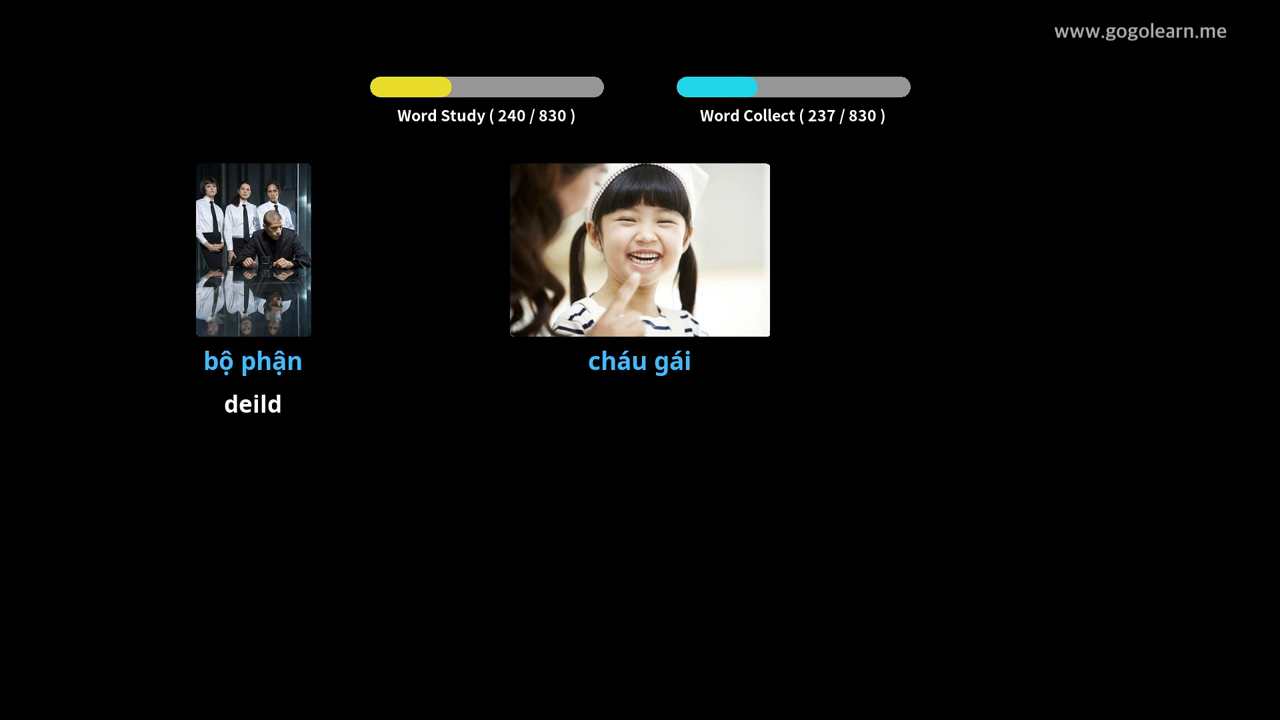 www.gogolearn.me
Word Study ( 240 / 830 )
Word Collect ( 237 / 830 )
bộ phận
cháu gái
deild